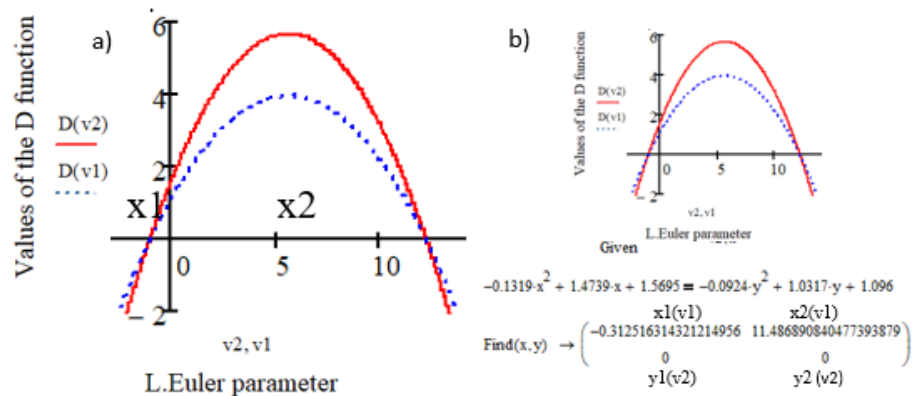 a)
Values of the D function
D(v2)
D(v1)
6
4
2
x1
x2
0
5
10
− 2
v2, v1
L.Euler parameter
b)
Values of the D function
D(v2)
D(v1)
6
4
2
0
5
10
− 2
v2, v1
L.Euler parameter
Given
−0.1319·x² + 1.4739·x + 1.5695 = −0.0924·y² + 1.0317·y + 1.096
x1(v1) x2(v1)
Find(x,y) → (−0.312516314321214956 11.486890840477393879
0 0)
y1(v2) y2 (v2)